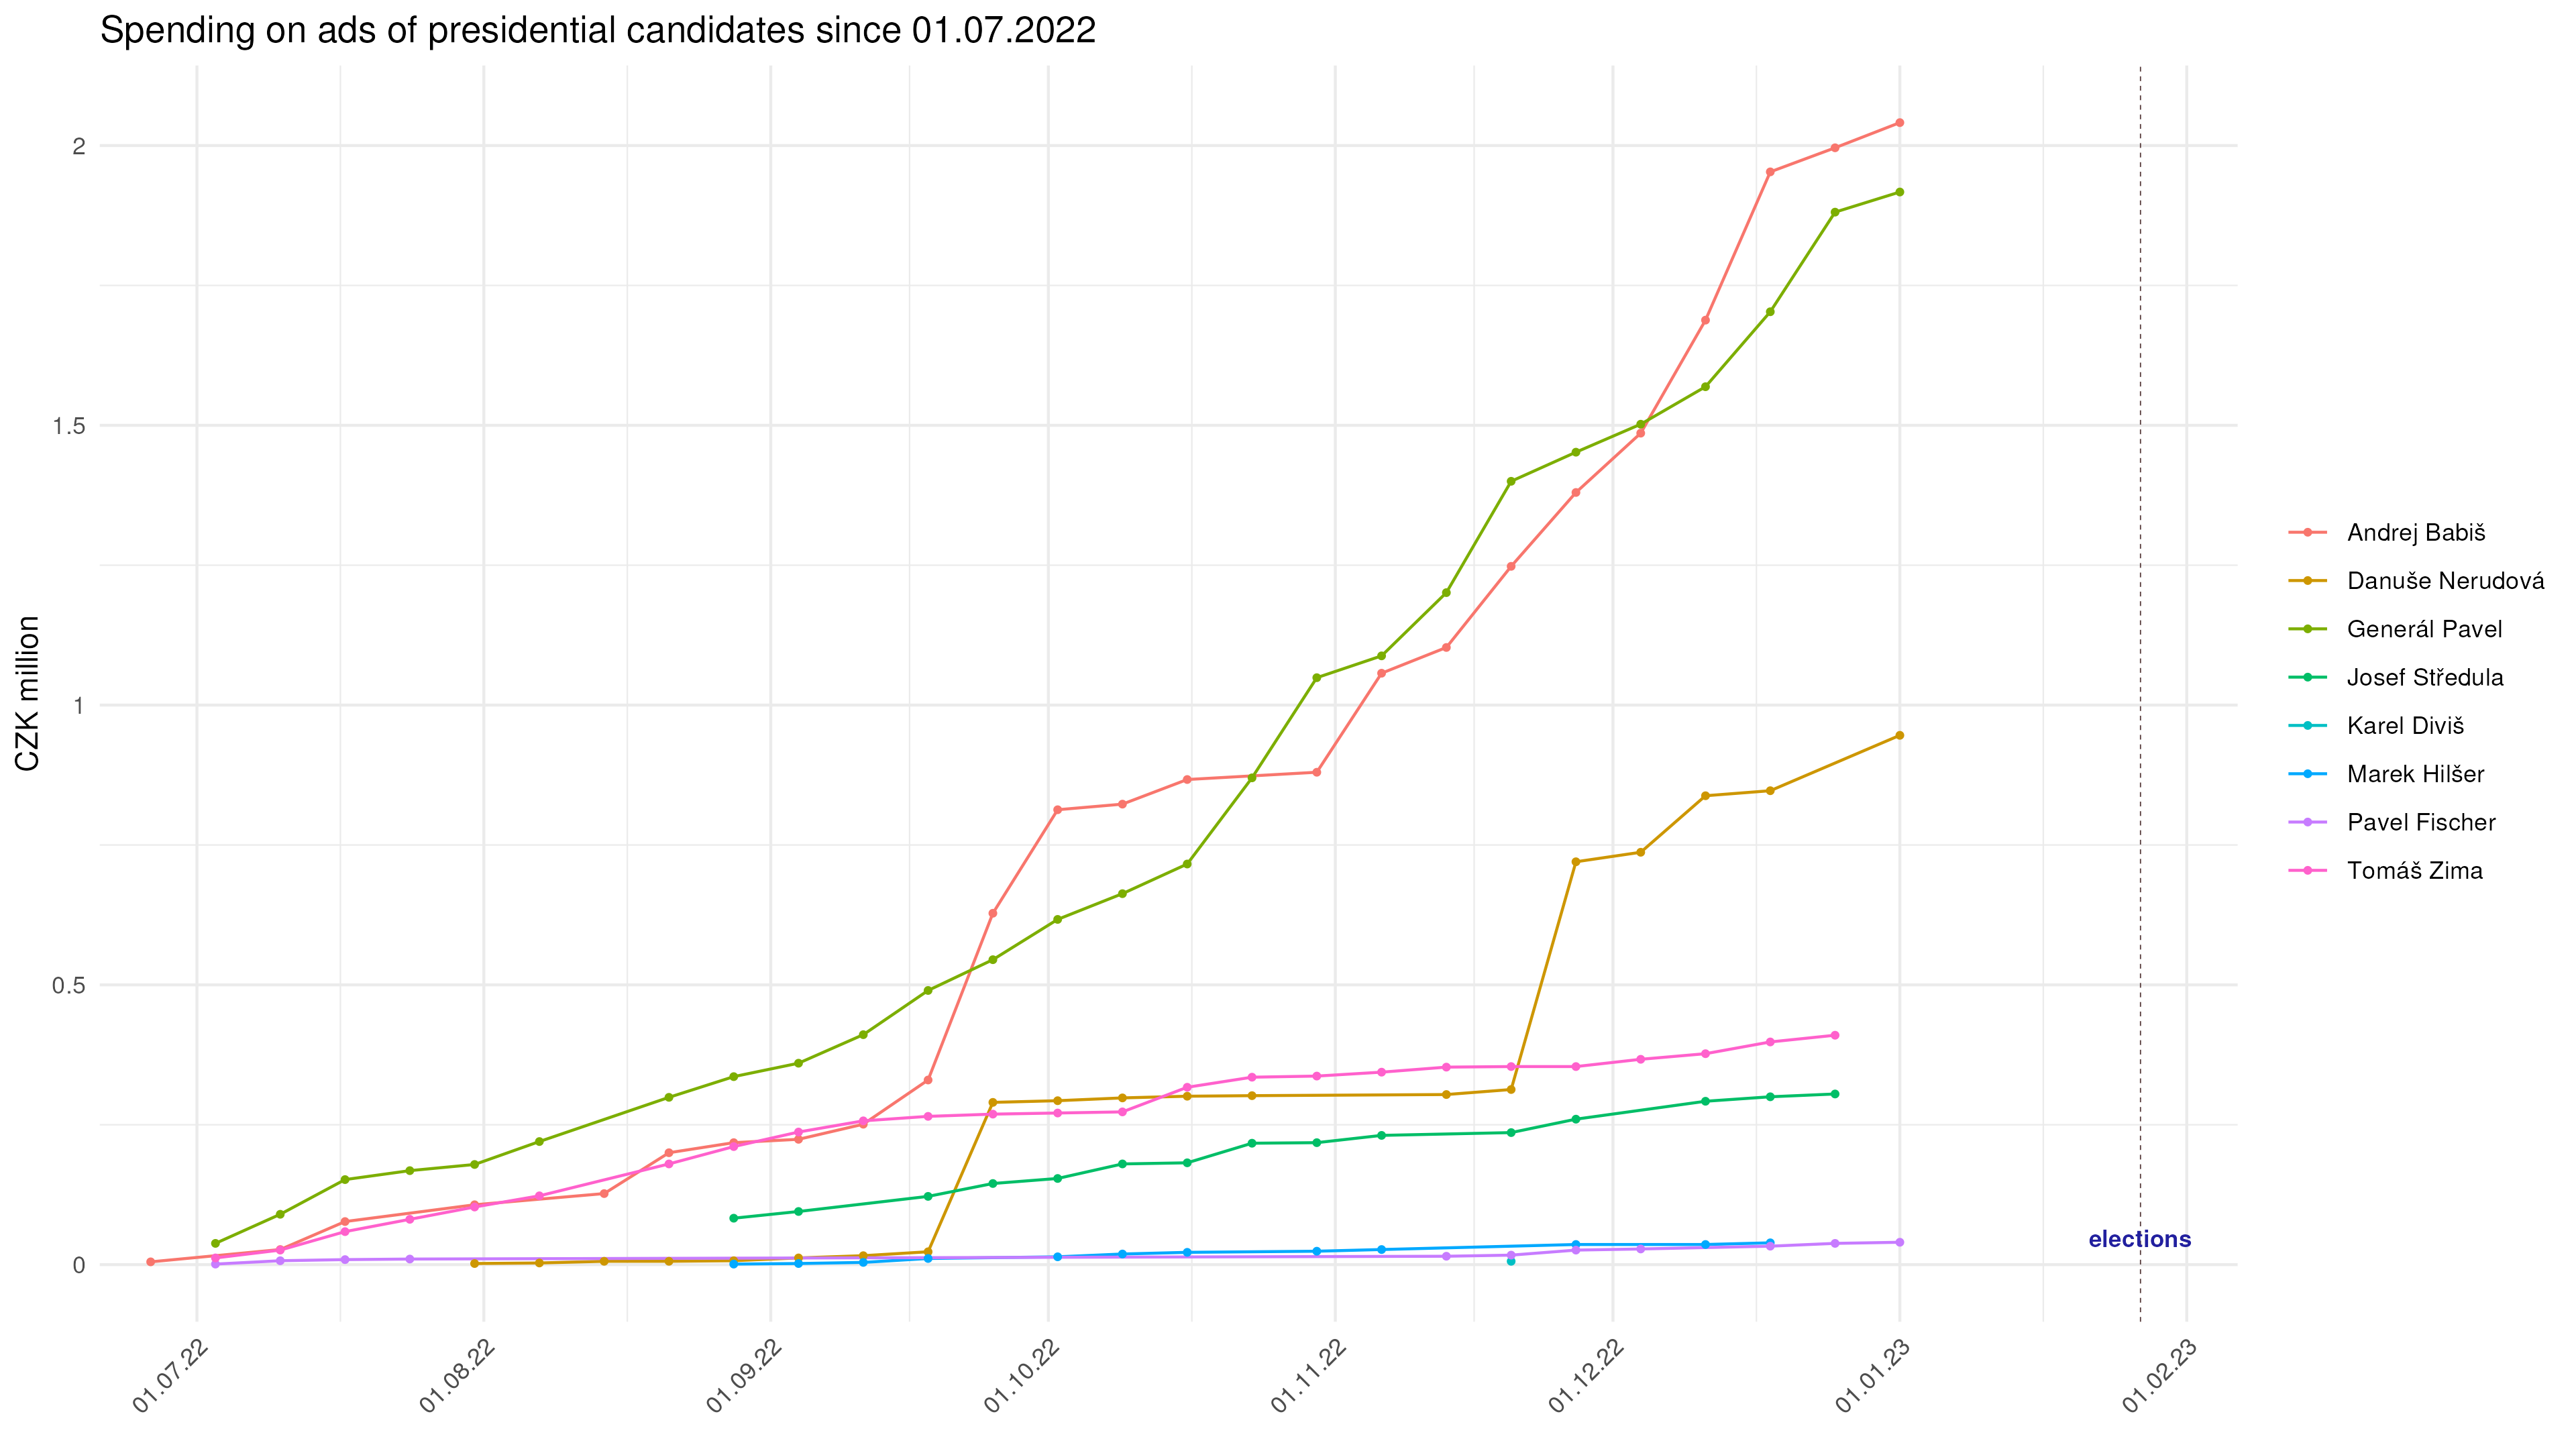 Spending on ads of presidential candidates since 01.07.2022
CZK million
2
1.5
1
0.5
0
elections
01.07.22
01.08.22
01.09.22
01.10.22
01.11.22
01.12.22
01.01.23
01.02.23
Andrej Babiš
Danuše Nerudová
Generál Pavel
Josef Středula
Karel Diviš
Marek Hilšer
Pavel Fischer
Tomáš Zima